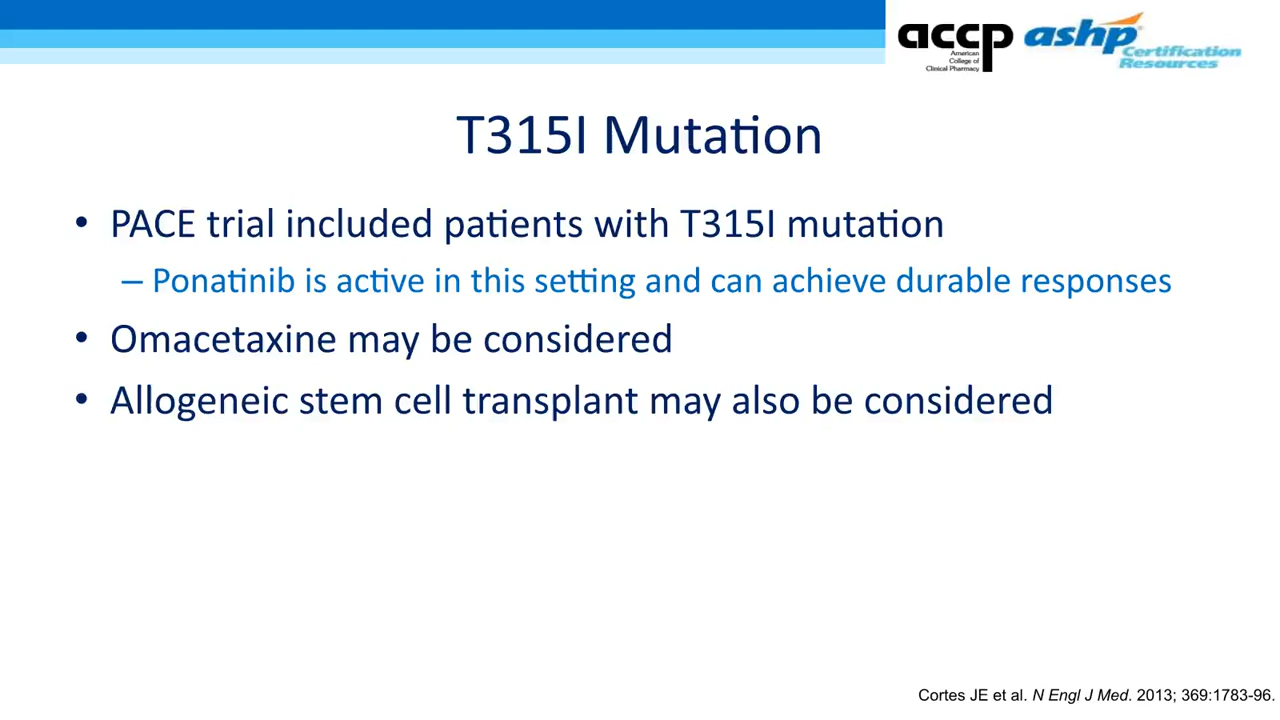 accp
American
College of
Clinical Pharmacy
ashp
Certification
Resources
T315I Mutation
• PACE trial included patients with T315I mutation
– Ponatinib is active in this setting and can achieve durable responses
• Omacetaxine may be considered
• Allogeneic stem cell transplant may also be considered
Cortes JE et al. N Engl J Med. 2013; 369:1783-96.